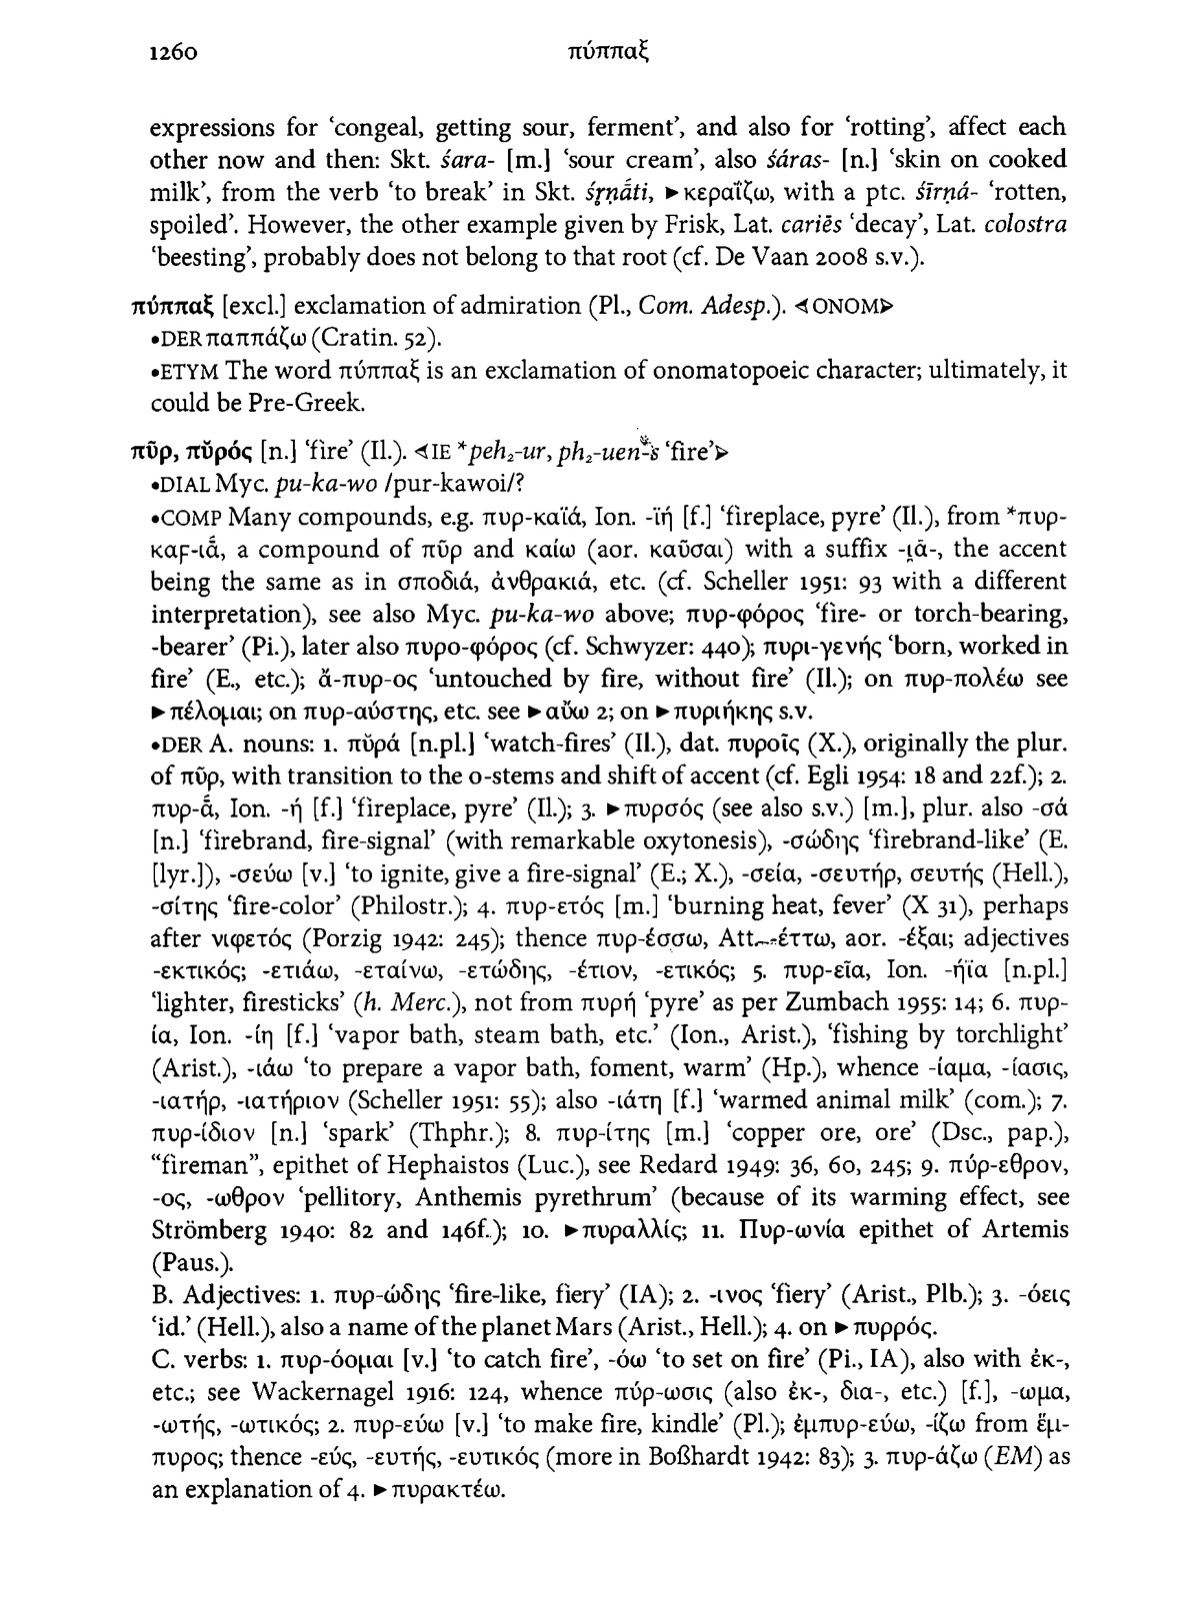 1260
πύππαξ
expressions for ‘congeal, getting sour, ferment’, and also for ‘rotting’, affect each
other now and then: Skt. śara- [m.] ‘sour cream’, also śáras- [n.] ‘skin on cooked
milk’, from the verb ‘to break’ in Skt. śr̥ṇā́ti, ►κεραΐζω, with a ptc. śīrṇá- ‘rotten,
spoiled’. However, the other example given by Frisk, Lat. cariēs ‘decay’, Lat. colostra
‘beesting’, probably does not belong to that root (cf. De Vaan 2008 s.v.).
πύππαξ [excl.] exclamation of admiration (Pl., Com. Adesp.). ⊲ONOM⊳
•DER παππάζω (Cratin. 52).
•ETYM The word πύππαξ is an exclamation of onomatopoeic character; ultimately, it
could be Pre-Greek.
πῦρ, πῠρός [n.] ‘fire’ (Il.). ⊲IE *peh₂-ur, ph₂-uen-s ‘fire’⊳
•DIAL Myc. pu-ka-wo /pur-kawoi/?
•COMP Many compounds, e.g. πυρ-καϊά, Ion. -ϊή [f.] ‘fireplace, pyre’ (Il.), from *πυρ-
καϝ-ιᾱ́, a compound of πῦρ and καίω (aor. καῦσαι) with a suffix -ι̯ᾱ-, the accent
being the same as in σποδιά, ἀνθρακιά, etc. (cf. Scheller 1951: 93 with a different
interpretation), see also Myc. pu-ka-wo above; πυρ-φόρος ‘fire- or torch-bearing,
-bearer’ (Pi.), later also πυρο-φόρος (cf. Schwyzer: 440); πυρι-γενής ‘born, worked in
fire’ (E., etc.); ἄ-πυρ-ος ‘untouched by fire, without fire’ (Il.); on πυρ-πολέω see
►πέλομαι; on πυρ-αύστης, etc. see ►αὔω 2; on ►πυριήκης s.v.
•DER A. nouns: 1. πῠρά [n.pl.] ‘watch-fires’ (Il.), dat. πυροῖς (X.), originally the plur.
of πῦρ, with transition to the o-stems and shift of accent (cf. Egli 1954: 18 and 22f.); 2.
πυρ-ᾱ́, Ion. -ή [f.] ‘fireplace, pyre’ (Il.); 3. ►πυρσός (see also s.v.) [m.], plur. also -σά
[n.] ‘firebrand, fire-signal’ (with remarkable oxytonesis), -σώδης ‘firebrand-like’ (E.
[lyr.]), -σεύω [v.] ‘to ignite, give a fire-signal’ (E.; X.), -σεία, -σευτήρ, σευτής (Hell.),
-σίτης ‘fire-color’ (Philostr.); 4. πυρ-ετός [m.] ‘burning heat, fever’ (X 31), perhaps
after νιφετός (Porzig 1942: 245); thence πυρ-έσσω, Att. -έττω, aor. -έξαι; adjectives
-εκτικός; -ετιάω, -εταίνω, -ετώδης, -έτιον, -ετικός; 5. πυρ-εῖα, Ion. -ήϊα [n.pl.]
‘lighter, firesticks’ (h. Merc.), not from πυρή ‘pyre’ as per Zumbach 1955: 14; 6. πυρ-
ία, Ion. -ίη [f.] ‘vapor bath, steam bath, etc.’ (Ion., Arist.), ‘fishing by torchlight’
(Arist.), -ιάω ‘to prepare a vapor bath, foment, warm’ (Hp.), whence -ίαμα, -ίασις,
-ιατήρ, -ιατήριον (Scheller 1951: 55); also -ιάτη [f.] ‘warmed animal milk’ (com.); 7.
πυρ-ίδιον [n.] ‘spark’ (Thphr.); 8. πυρ-ίτης [m.] ‘copper ore, ore’ (Dsc., pap.),
“fireman”, epithet of Hephaistos (Luc.), see Redard 1949: 36, 60, 245; 9. πύρ-εθρον,
-ος, -ωθρον ‘pellitory, Anthemis pyrethrum’ (because of its warming effect, see
Strömberg 1940: 82 and 146f.); 10. ►πυραλλίς; 11. Πυρ-ωνία epithet of Artemis
(Paus.).
B. Adjectives: 1. πυρ-ώδης ‘fire-like, fiery’ (IA); 2. -ινος ‘fiery’ (Arist., Plb.); 3. -όεις
‘id.’ (Hell.), also a name of the planet Mars (Arist., Hell.); 4. on ►πυρρός.
C. verbs: 1. πυρ-όομαι [v.] ‘to catch fire’, -όω ‘to set on fire’ (Pi., IA), also with ἐκ-,
etc.; see Wackernagel 1916: 124, whence πύρ-ωσις (also ἐκ-, δια-, etc.) [f.], -ωμα,
-ωτής, -ωτικός; 2. πυρ-εύω [v.] ‘to make fire, kindle’ (Pl.); ἐμπυρ-εύω, -ίζω from ἔμ-
πυρος; thence -εύς, -ευτής, -ευτικός (more in Boßhardt 1942: 83); 3. πυρ-άζω (EM) as
an explanation of 4. ►πυρακτέω.